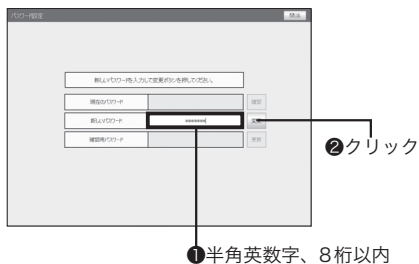 パスワード設定
閉じる
新しいパスワードを入力して変更ボタンを押してください。
現在のパスワード
確認
新しいパスワード
*******
変
確認用パスワード
更新
❷クリック
❶半角英数字、8桁以内